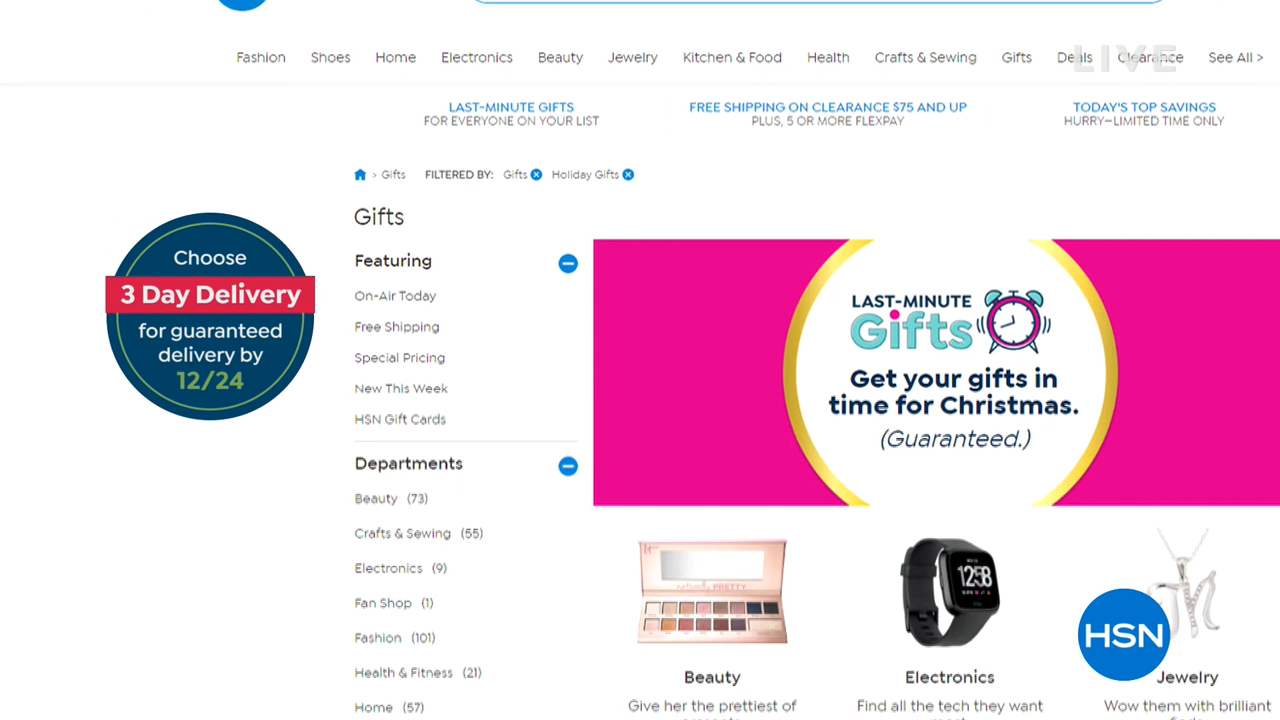 Fashion Shoes Home Electronics Beauty Jewelry Kitchen & Food Health Crafts & Sewing Gifts Deals Clearance See All >
LIVE
LAST-MINUTE GIFTS
FOR EVERYONE ON YOUR LIST
FREE SHIPPING ON CLEARANCE $75 AND UP
PLUS, 5 OR MORE FLEXPAY
TODAY'S TOP SAVINGS
HURRY—LIMITED TIME ONLY
> Gifts FILTERED BY: Gifts Holiday Gifts
Choose
3 Day Delivery
for guaranteed
delivery by
12/24
Gifts
Featuring
On-Air Today
Free Shipping
Special Pricing
New This Week
HSN Gift Cards
Departments
Beauty (73)
Crafts & Sewing (55)
Electronics (9)
Fan Shop (1)
Fashion (101)
Health & Fitness (21)
Home (57)
LAST-MINUTE
Gifts
Get your gifts in
time for Christmas.
(Guaranteed.)
PRETTY
12:58
HSN
Beauty
Give her the prettiest of
Electronics
Find all the tech they want
Jewelry
Wow them with brilliant